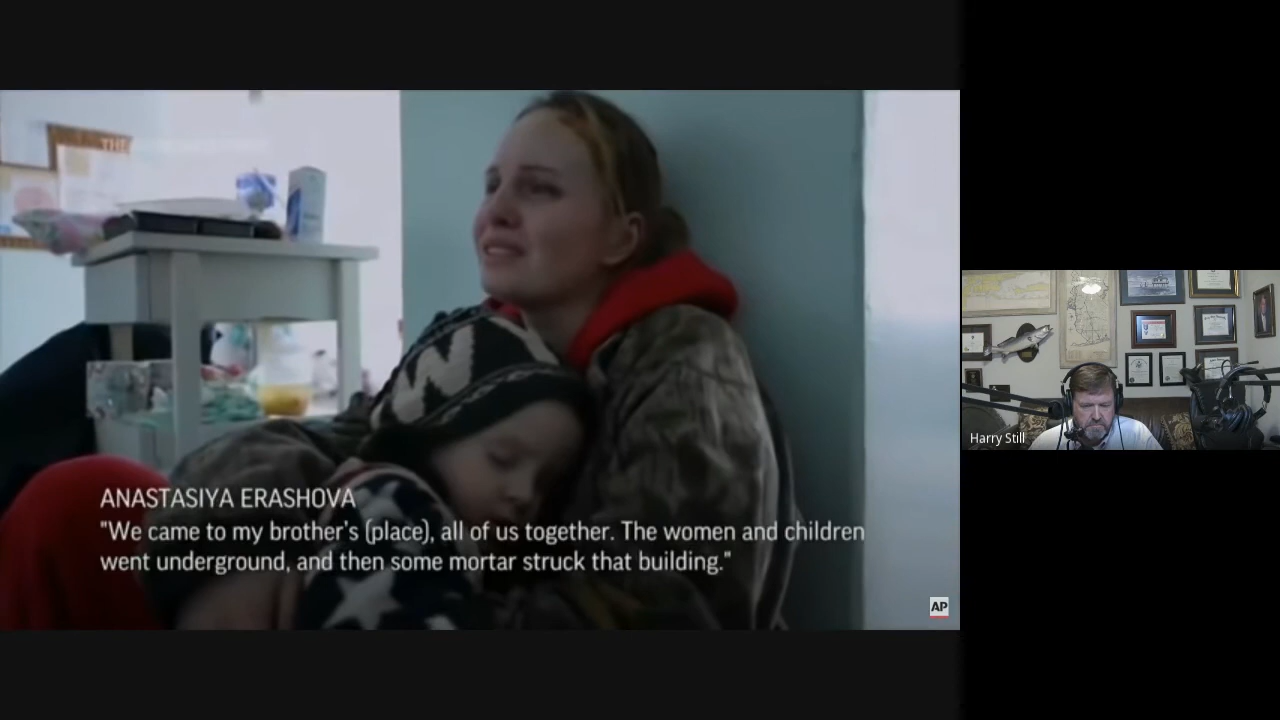 THE
W
ANASTASIYA ERASHOVA
"We came to my brother's (place), all of us together. The women and children
went underground, and then some mortar struck that building."
AP
Harry Still